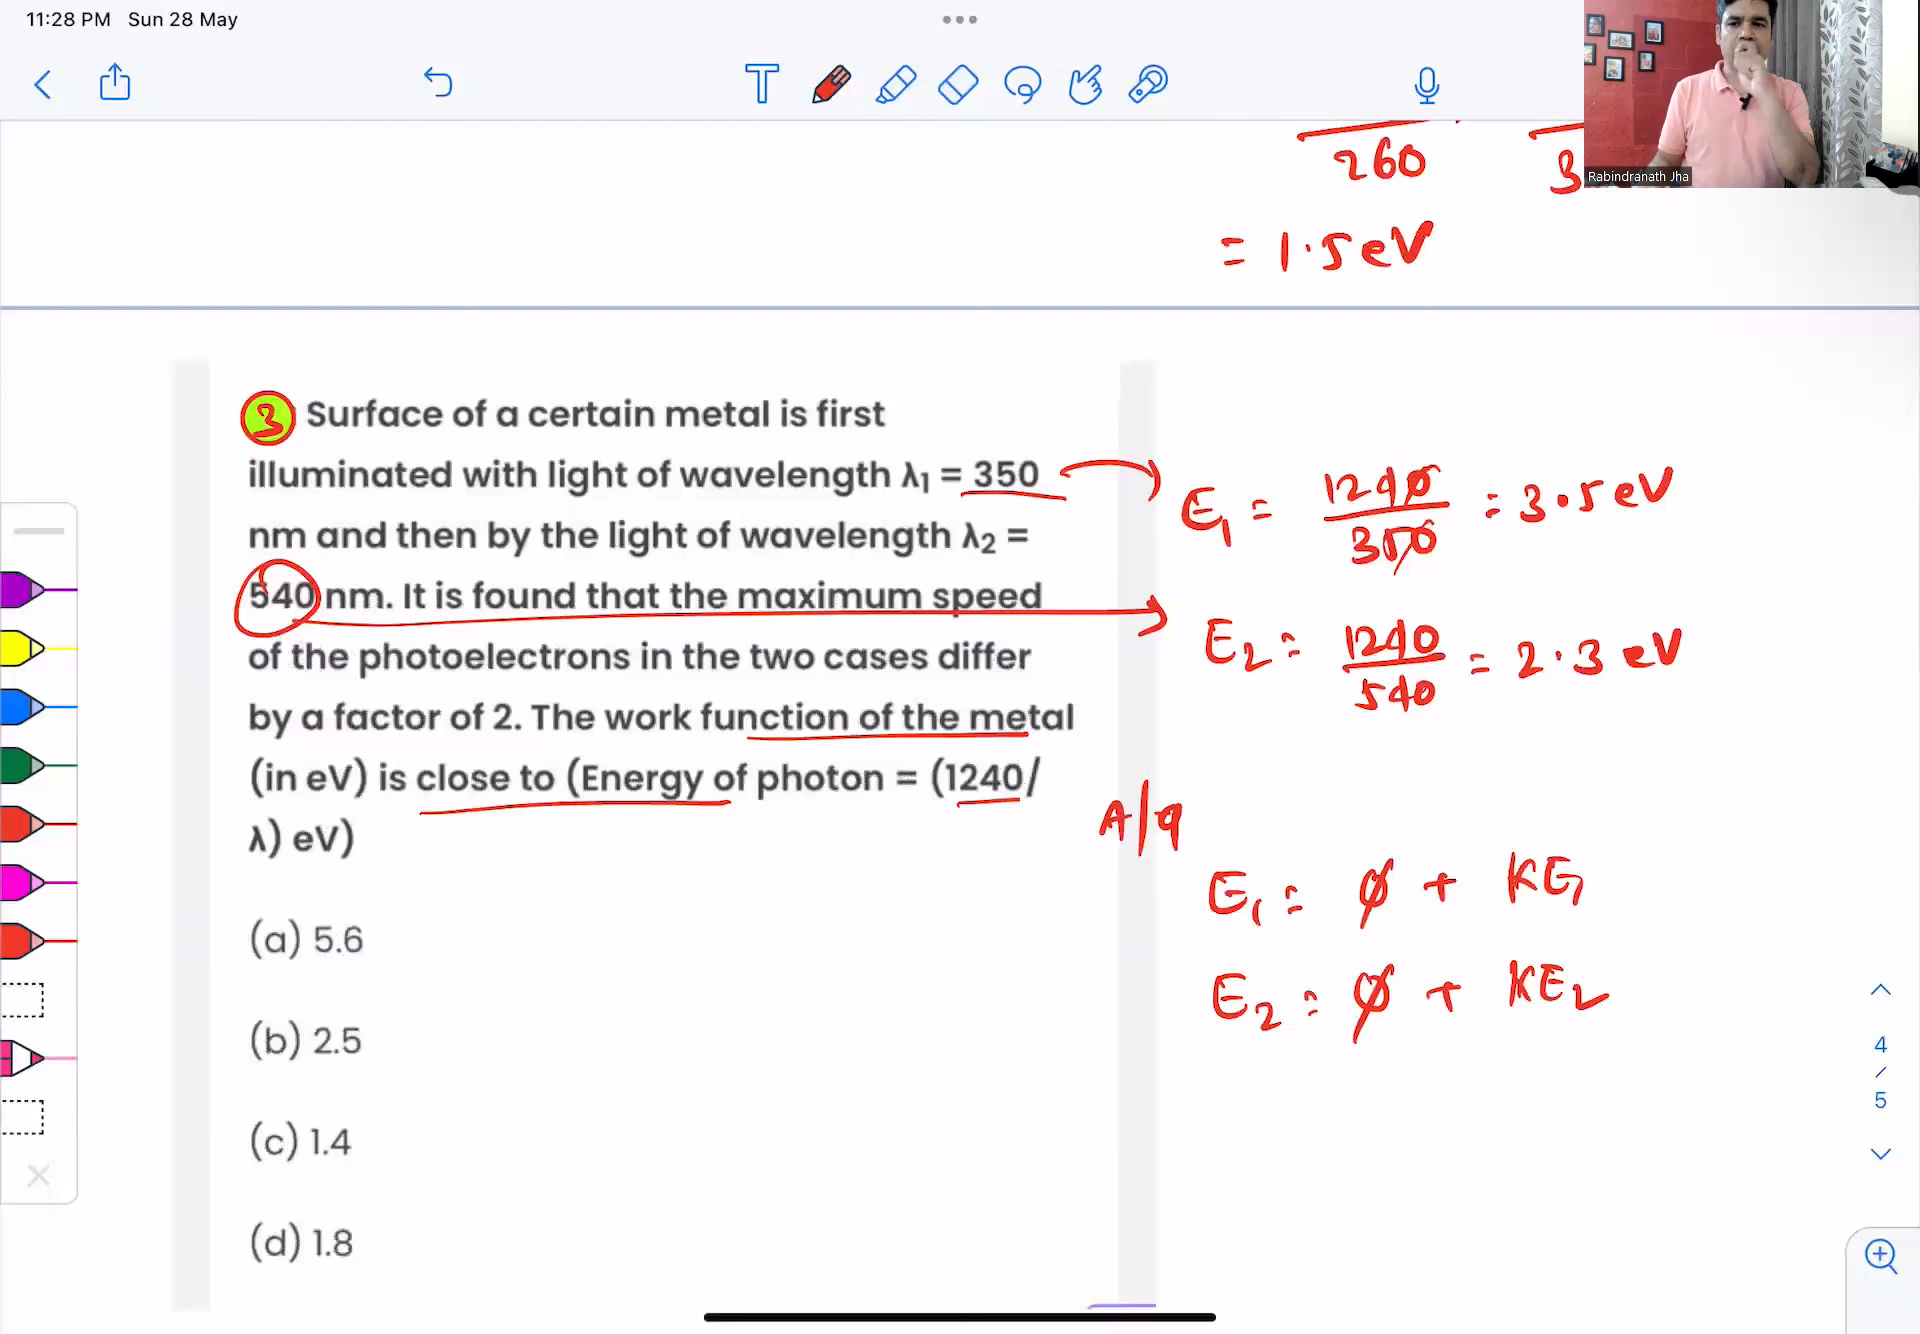 11:28 PM Sun 28 May
T
Rabindranath Jha
260
3
= 1.5 eV
3 Surface of a certain metal is first
illuminated with light of wavelength λ₁ = 350
nm and then by the light of wavelength λ₂ =
540 nm. It is found that the maximum speed
of the photoelectrons in the two cases differ
by a factor of 2. The work function of the metal
(in eV) is close to (Energy of photon = (1240/
λ) eV)
(a) 5.6
(b) 2.5
(c) 1.4
(d) 1.8
E₁ = 1240/350 = 3.5 eV
E₂ = 1240/540 = 2.3 eV
A/q
E₁ = ϕ + KE₁
E₂ = ϕ + KE₂
4
/
5